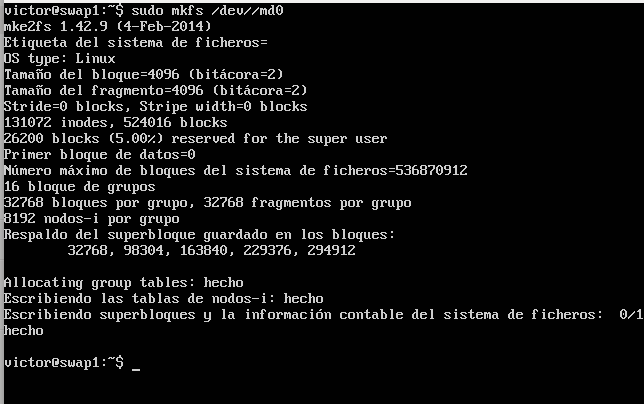 victor@swap1:~$ sudo mkfs /dev//md0
mke2fs 1.42.9 (4-Feb-2014)
Etiqueta del sistema de ficheros=
OS type: Linux
Tamaño del bloque=4096 (bitácora=2)
Tamaño del fragmento=4096 (bitácora=2)
Stride=0 blocks, Stripe width=0 blocks
131072 inodes, 524016 blocks
26200 blocks (5.00%) reserved for the super user
Primer bloque de datos=0
Número máximo de bloques del sistema de ficheros=536870912
16 bloque de grupos
32768 bloques por grupo, 32768 fragmentos por grupo
8192 nodos-i por grupo
Respaldo del superbloque guardado en los bloques:
32768, 98304, 163840, 229376, 294912
Allocating group tables: hecho
Escribiendo las tablas de nodos-i: hecho
Escribiendo superbloques y la información contable del sistema de ficheros:  0/1
hecho
victor@swap1:~$ _